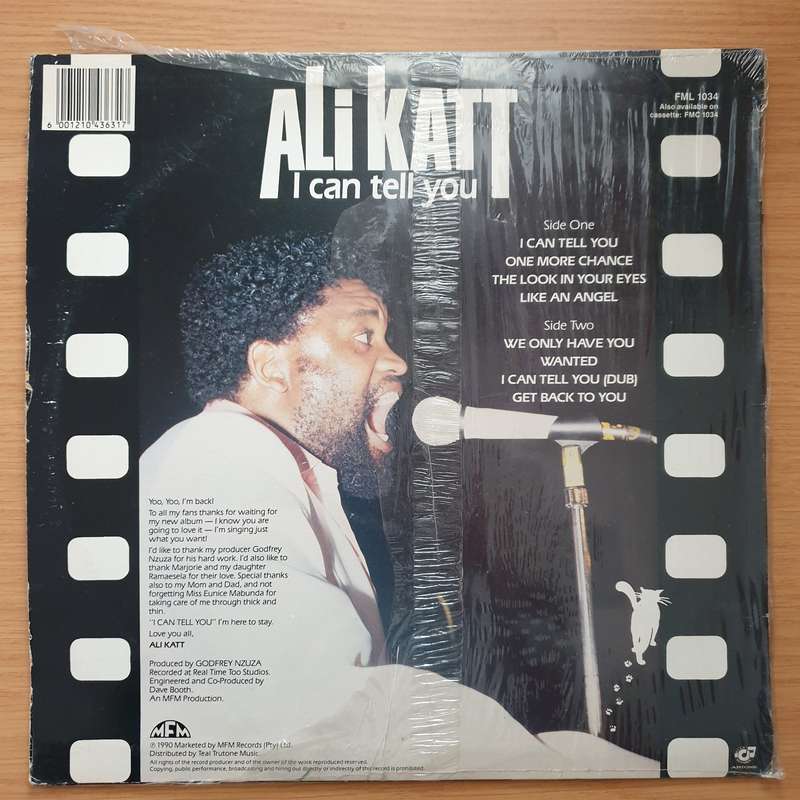 6 001210 436317
FML 1034
Also available on
cassette: FMC 1034
ALi KATT
I can tell you
Side One
I CAN TELL YOU
ONE MORE CHANCE
THE LOOK IN YOUR EYES
LIKE AN ANGEL
Side Two
WE ONLY HAVE YOU
WANTED
I CAN TELL YOU (DUB)
GET BACK TO YOU
Yoo, Yoo, I'm back!
To all my fans thanks for waiting for
my new album — I know you are
going to love it — I'm singing just
what you want!
I'd like to thank my producer Godfrey
Nzuza for his hard work. I'd also like to
thank Marjorie and my daughter
Ramaesela for their love. Special thanks
also to my Mom and Dad, and not
forgetting Miss Eunice Mabunda for
taking care of me through thick and
thin.
"I CAN TELL YOU" I'm here to stay.
Love you all,
ALI KATT
Produced by GODFREY NZUZA.
Recorded at Real Time Too Studios.
Engineered and Co-Produced by
Dave Booth.
An MFM Production.
MFM
℗ 1990 Marketed by MFM Records (Pty) Ltd.
Distributed by Teal Trutone Music.
All rights of the record producer and of the owner of the work reproduced reserved.
Copying, public performance, broadcasting and hiring out directly or indirectly of this record is prohibited.